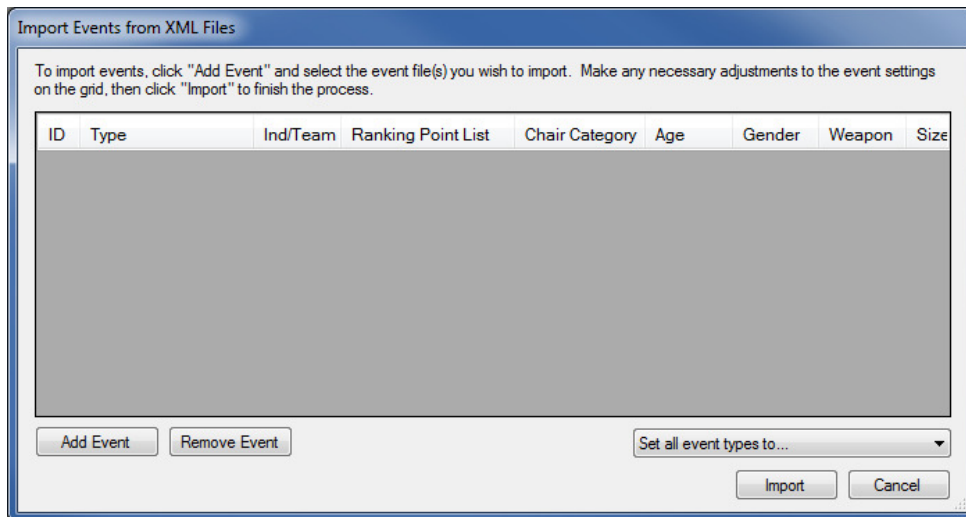 Import Events from XML Files
To import events, click "Add Event" and select the event file(s) you wish to import. Make any necessary adjustments to the event settings
on the grid, then click "Import" to finish the process.
ID Type Ind/Team Ranking Point List Chair Category Age Gender Weapon Size
Add Event Remove Event Set all event types to...
Import Cancel